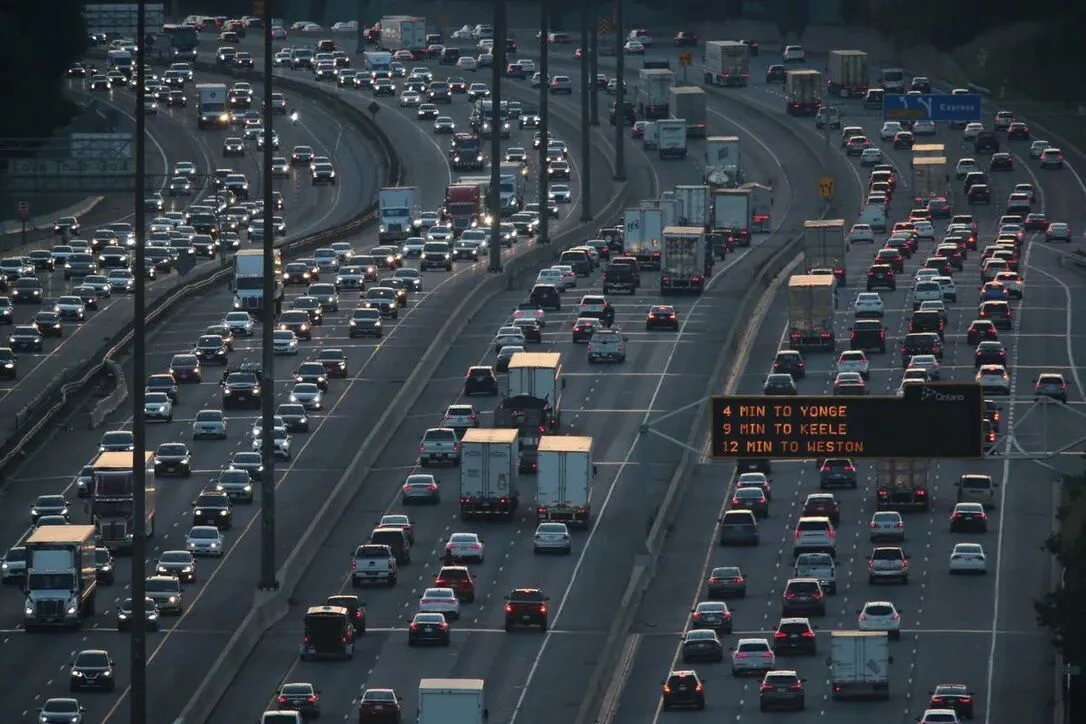 Express
Ontario
4 MIN TO YONGE
9 MIN TO KEELE
12 MIN TO WESTON